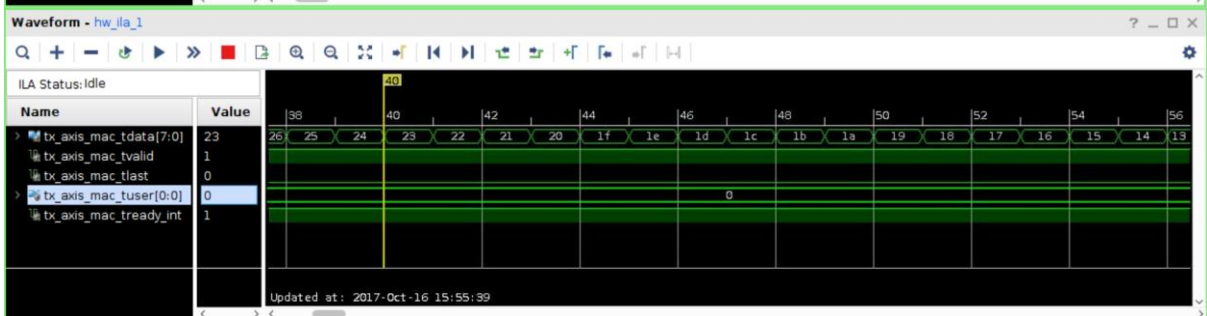 Waveform - hw_ila_1
? _ □ X
ILA Status: Idle
40
Name Value
38 40 42 44 46 48 50 52 54 56
tx_axis_mac_tdata[7:0] 23 26 25 24 23 22 21 20 1f 1e 1d 1c 1b 1a 19 18 17 16 15 14 13
tx_axis_mac_tvalid 1
tx_axis_mac_tlast 0
tx_axis_mac_tuser[0:0] 0 0
tx_axis_mac_tready_int 1
Updated at: 2017-Oct-16 15:55:39